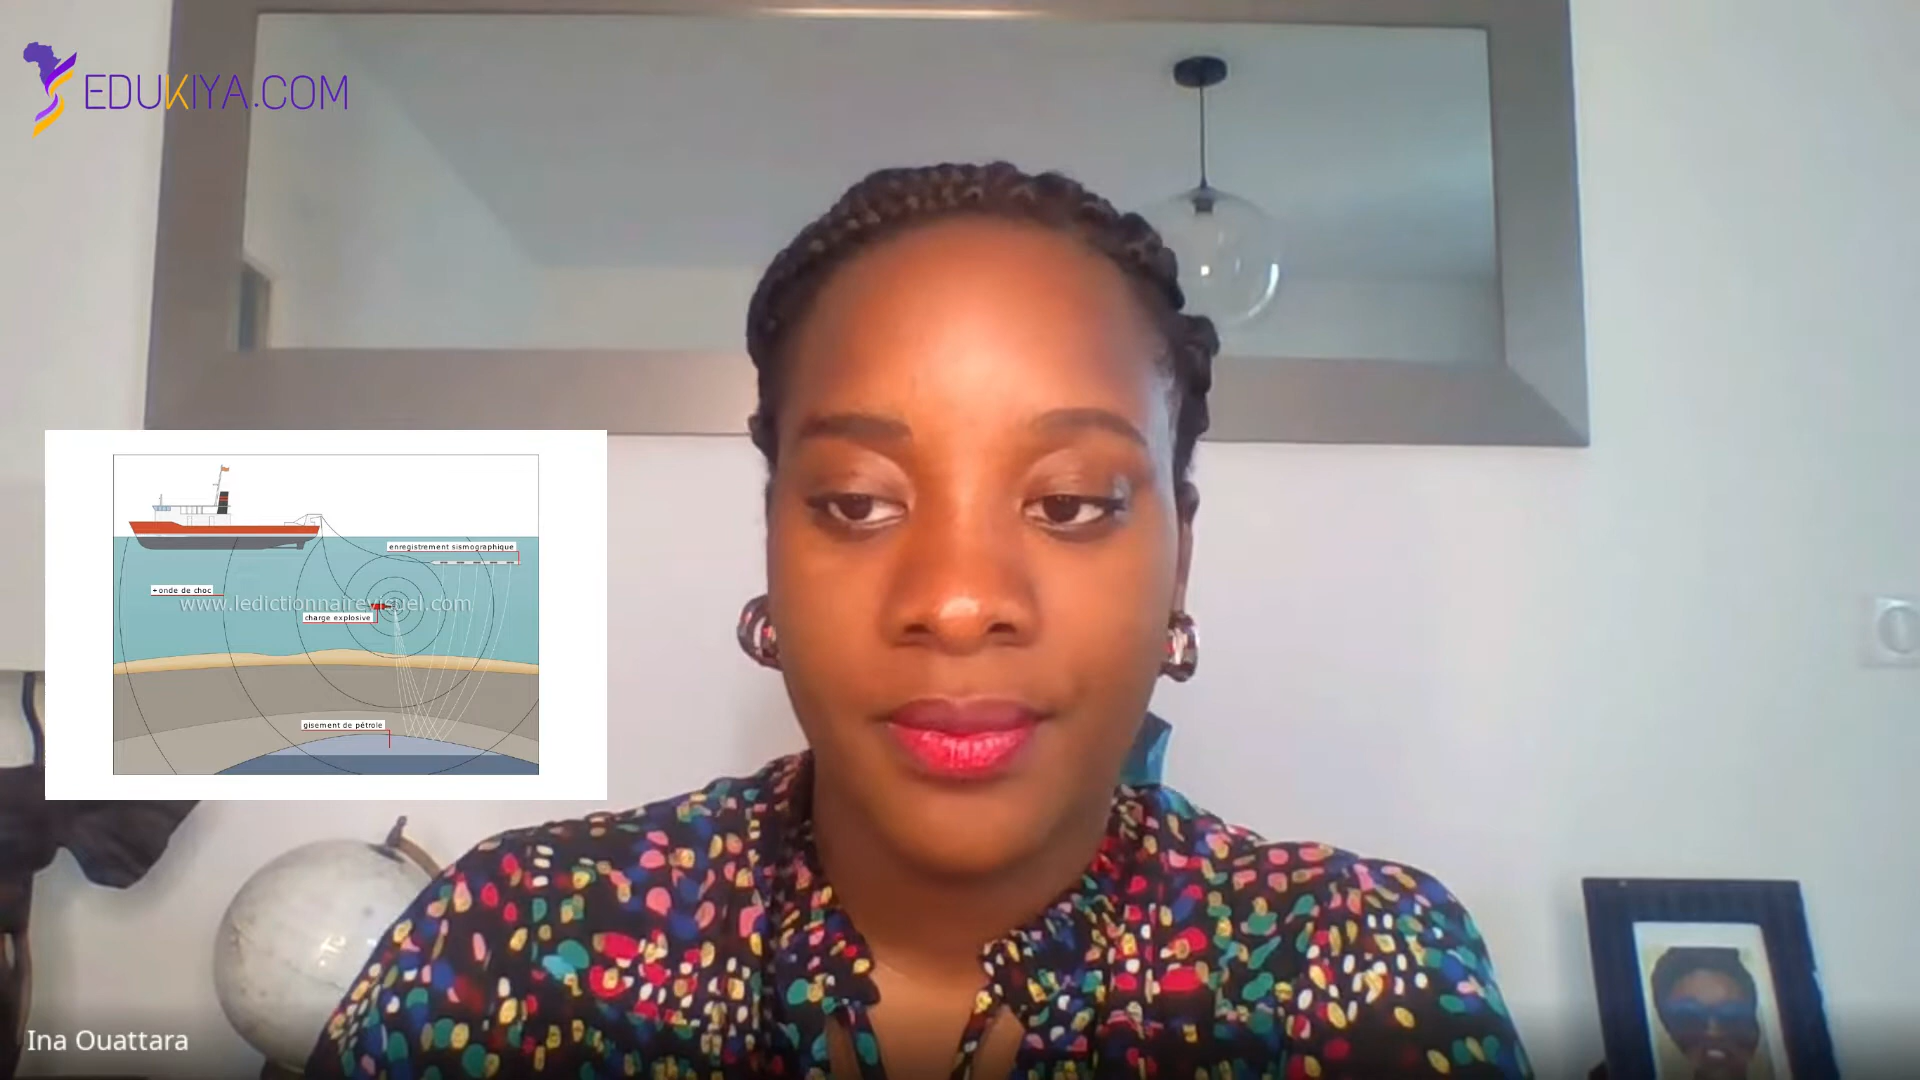 EDUKIYA.COM
enregistrement sismographique
onde de choc
www.ledictionnairevisuel.com
charge explosive
gisement de pétrole
Ina Ouattara